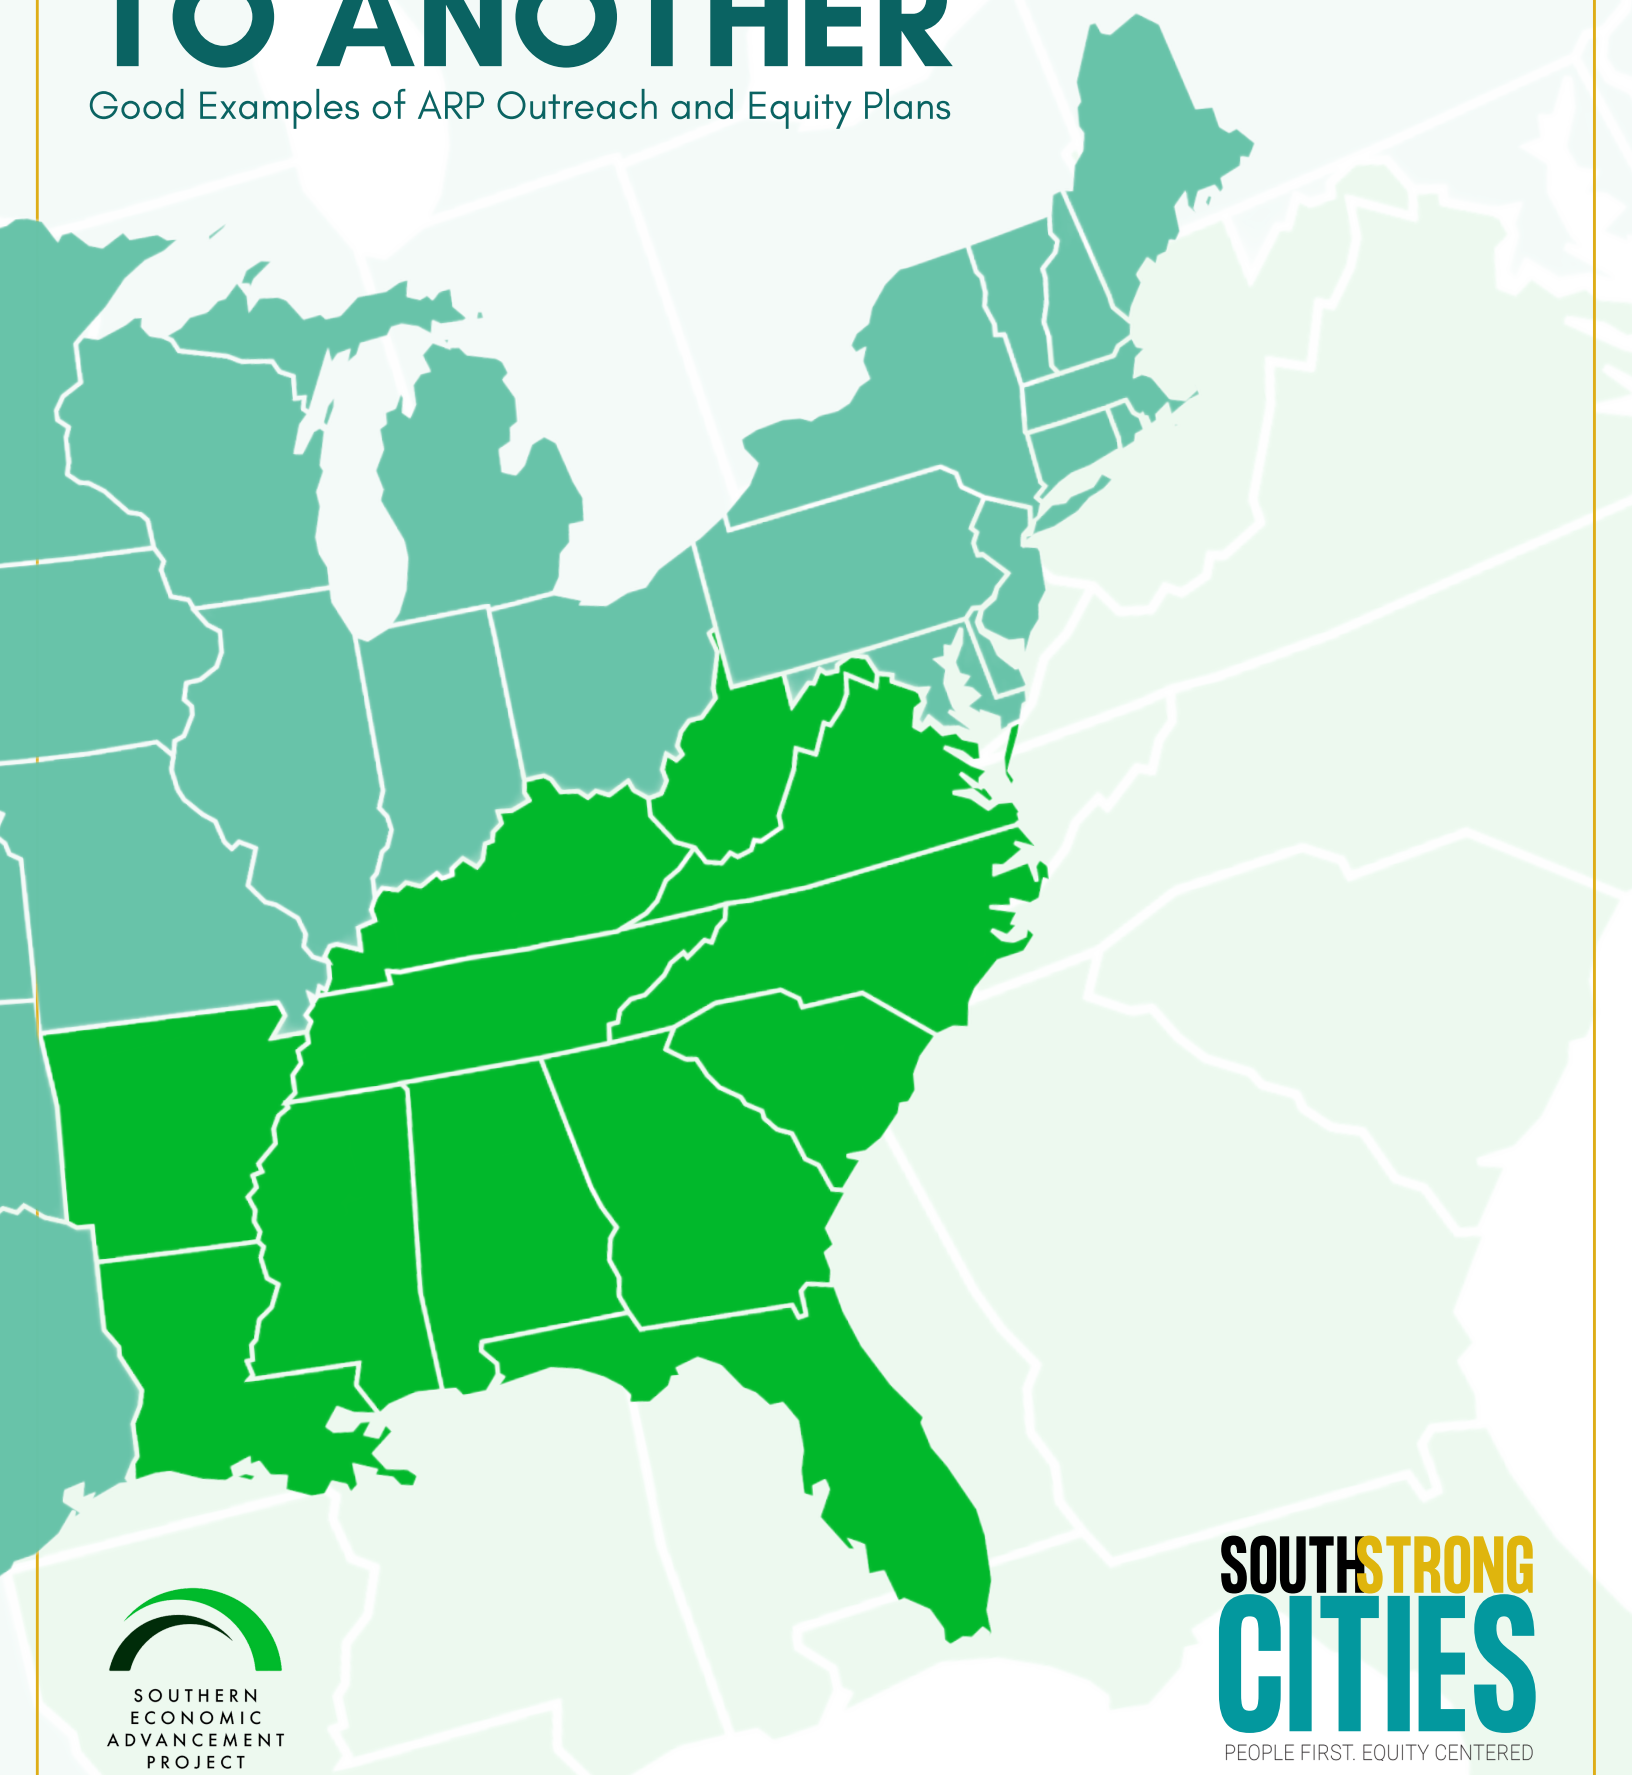 TO ANOTHER
Good Examples of ARP Outreach and Equity Plans
SOUTHERN
ECONOMIC
ADVANCEMENT
PROJECT
SOUTHSTRONG
CITIES
PEOPLE FIRST. EQUITY CENTERED